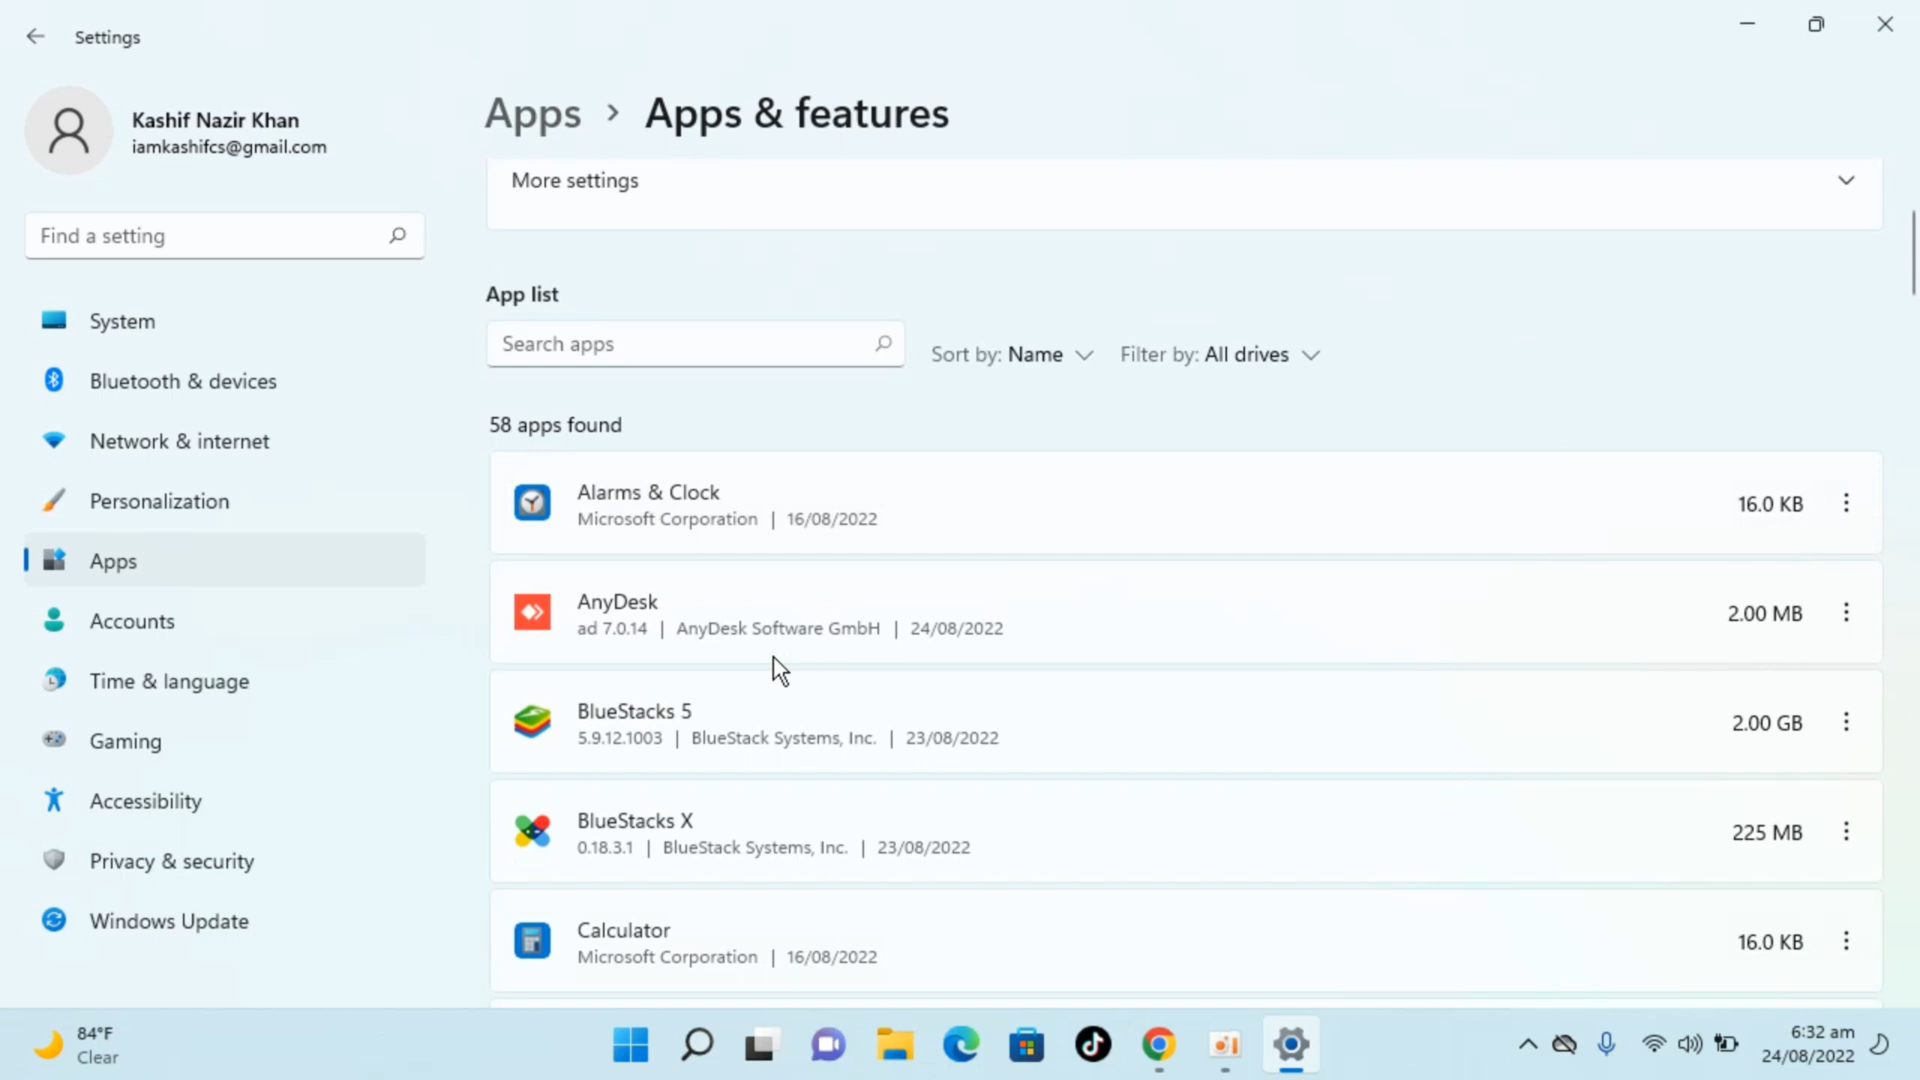 Settings
Kashif Nazir Khan
iamkashifcs@gmail.com
Find a setting
System
Bluetooth & devices
Network & internet
Personalization
Apps
Accounts
Time & language
Gaming
Accessibility
Privacy & security
Windows Update
Apps > Apps & features
More settings
App list
Search apps
Sort by: Name
Filter by: All drives
58 apps found
Alarms & Clock
Microsoft Corporation | 16/08/2022
16.0 KB
AnyDesk
ad 7.0.14 | AnyDesk Software GmbH | 24/08/2022
2.00 MB
BlueStacks 5
5.9.12.1003 | BlueStack Systems, Inc. | 23/08/2022
2.00 GB
BlueStacks X
0.18.3.1 | BlueStack Systems, Inc. | 23/08/2022
225 MB
Calculator
Microsoft Corporation | 16/08/2022
16.0 KB
84°F
Clear
6:32 am
24/08/2022